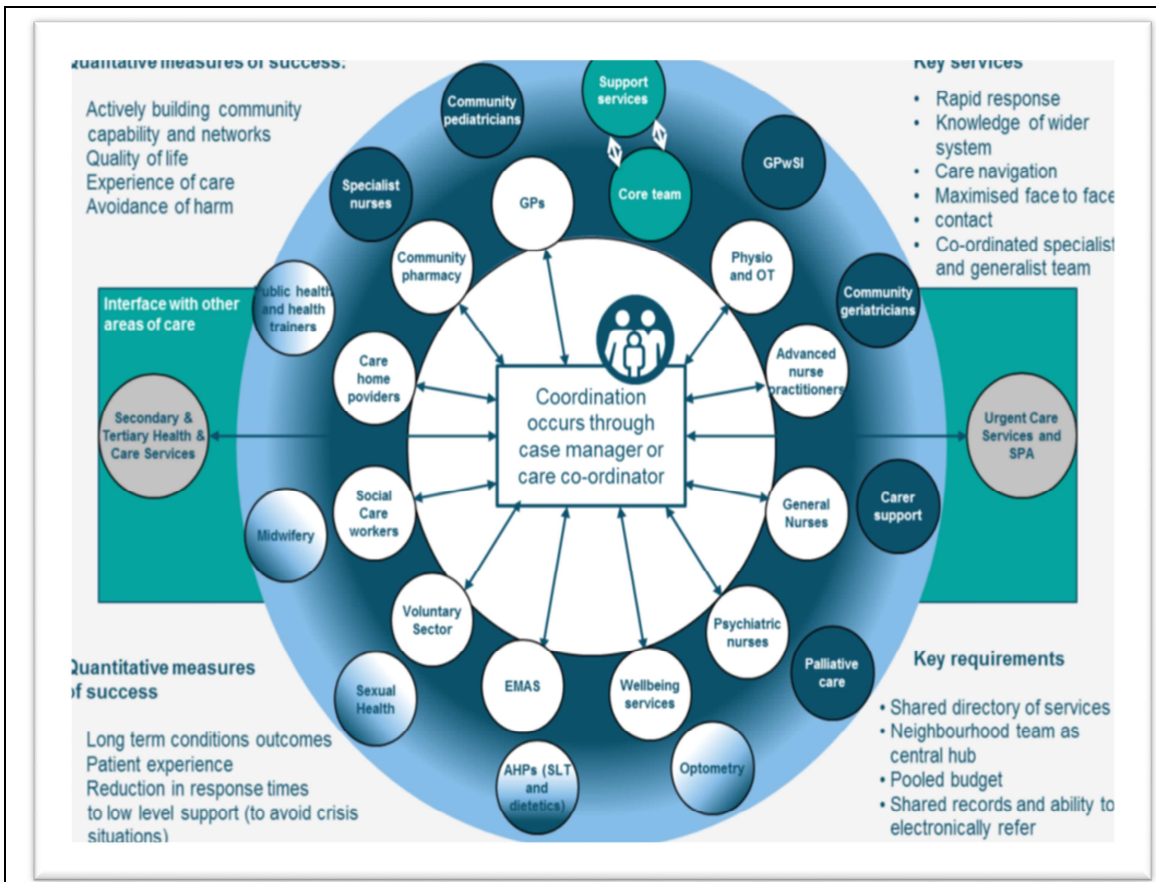 Qualitative measures of success:
Actively building community
capability and networks
Quality of life
Experience of care
Avoidance of harm
Key services
• Rapid response
• Knowledge of wider
system
• Care navigation
• Maximised face to face
• contact
• Co-ordinated specialist
and generalist team
Support
services
Core team
Community
pediatricians
GPwSI
Specialist
nurses
GPs
Community
pharmacy
Physio
and OT
Public health
and health
trainers
Community
geriatricians
Interface with other
areas of care
Care
home
poviders
Advanced
nurse
practitioners
Secondary &
Tertiary Health &
Care Services
Coordination
occurs through
case manager or
care co-ordinator
Urgent Care
Services and
SPA
Social
Care
workers
General
Nurses
Carer
support
Midwifery
Voluntary
Sector
Psychiatric
nurses
Sexual
Health
EMAS
Wellbeing
services
Palliative
care
AHPs (SLT
and
dietetics)
Optometry
Quantitative measures
of success
Long term conditions outcomes
Patient experience
Reduction in response times
to low level support (to avoid crisis
situations)
Key requirements
• Shared directory of services
• Neighbourhood team as
central hub
• Pooled budget
• Shared records and ability to
electronically refer